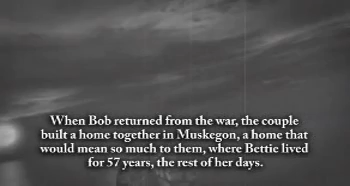 When Bob returned from the war, the couple
built a home together in Muskegon, a home that
would mean so much to them, where Bettie lived
for 57 years, the rest of her days.